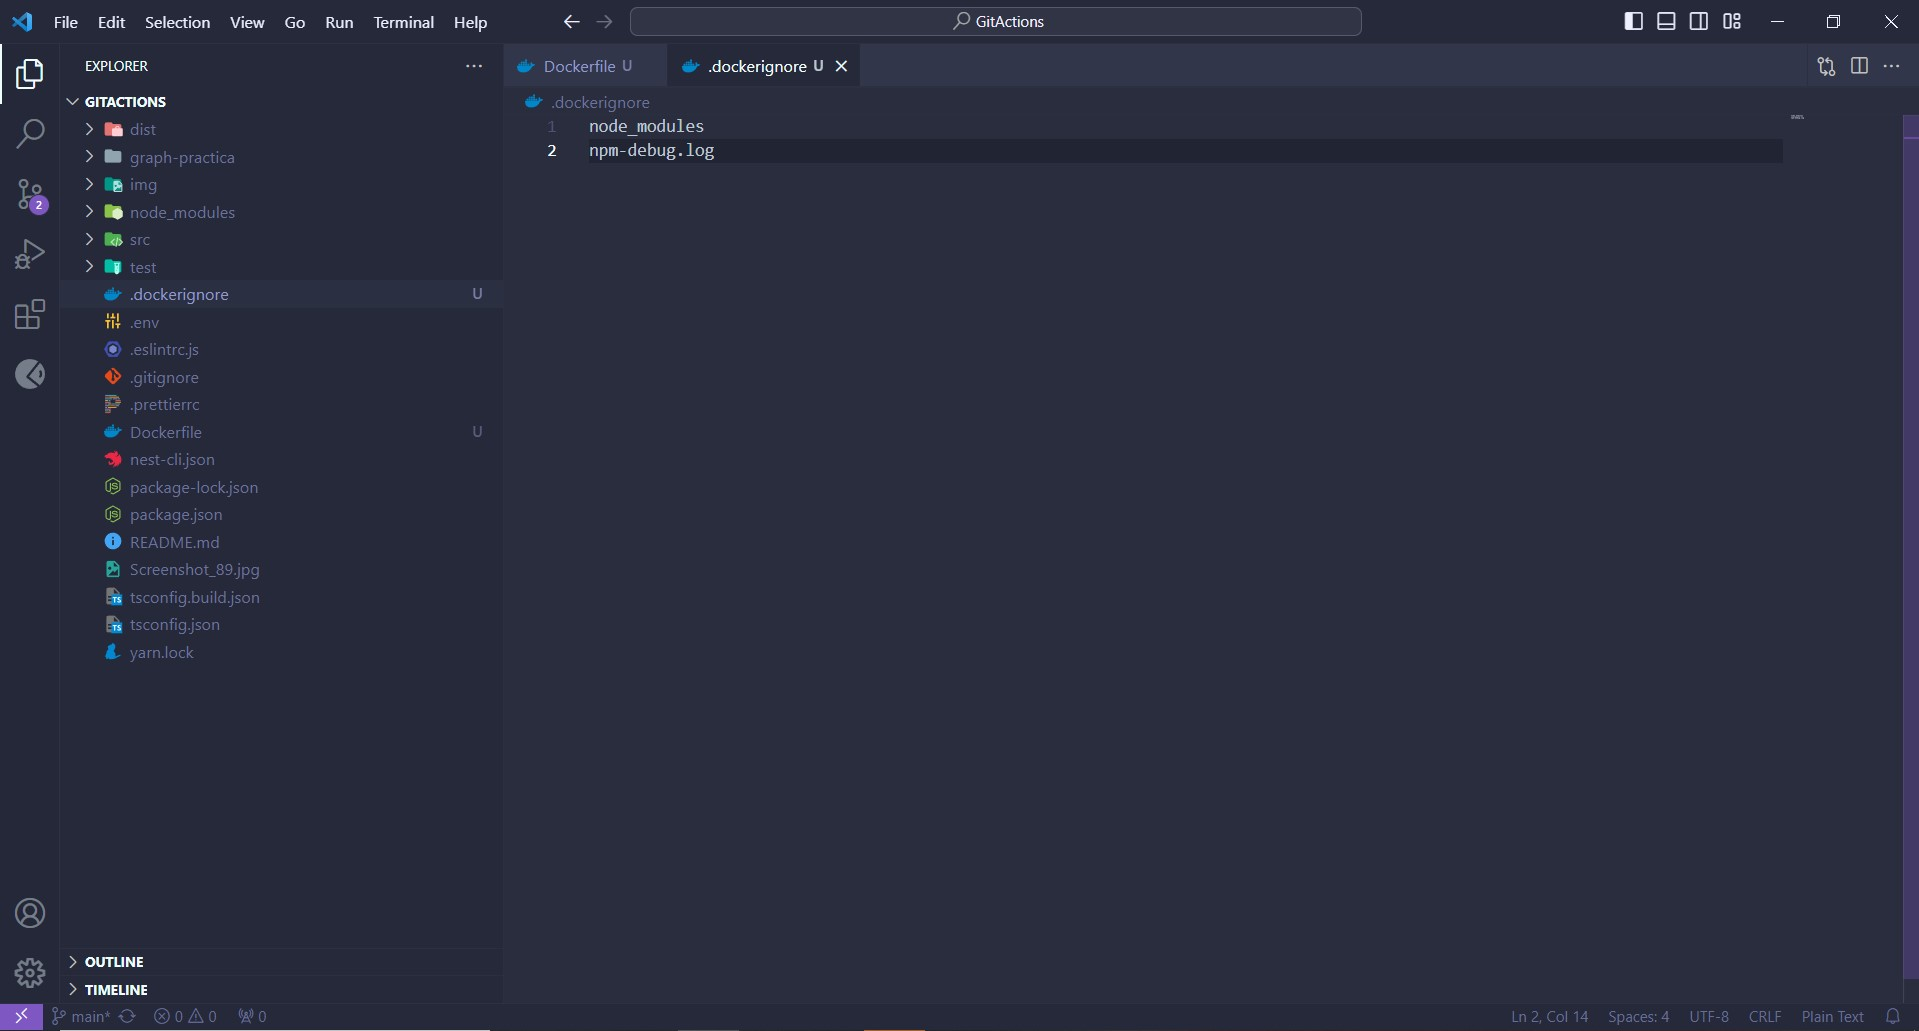 File Edit Selection View Go Run Terminal Help
GitActions
EXPLORER
GITACTIONS
dist
graph-practica
img
node_modules
src
test
.dockerignore U
.env
.eslintrc.js
.gitignore
.prettierrc
Dockerfile U
nest-cli.json
package-lock.json
package.json
README.md
Screenshot_89.jpg
tsconfig.build.json
tsconfig.json
yarn.lock
OUTLINE
TIMELINE
2
Dockerfile U
.dockerignore U
.dockerignore
1 node_modules
2 npm-debug.log
main* 0 0 0
Ln 2, Col 14 Spaces: 4 UTF-8 CRLF Plain Text